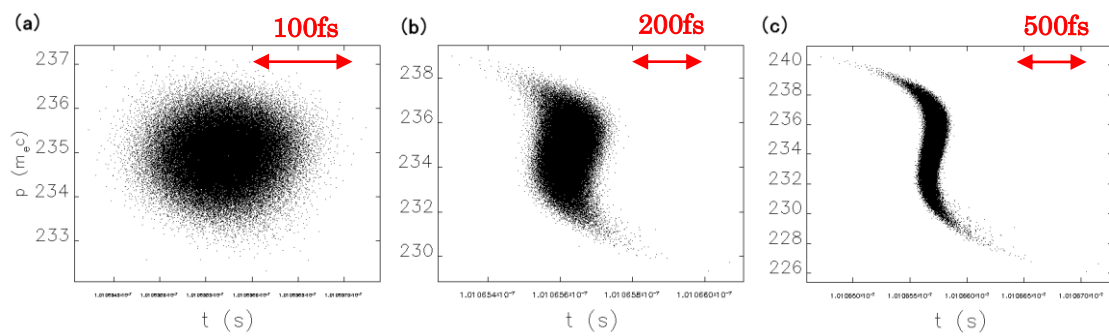 (a)
100fs
(b)
200fs
(c)
500fs
237
236
235
234
233
p (mₑc)
t (s)
238
236
234
232
230
1.010654×10⁻⁷
1.010656×10⁻⁷
1.010658×10⁻⁷
1.010660×10⁻⁷
t (s)
240
238
236
234
232
230
228
226
1.010650×10⁻⁷
1.010655×10⁻⁷
1.010660×10⁻⁷
1.010665×10⁻⁷
1.010670×10⁻⁷
t (s)